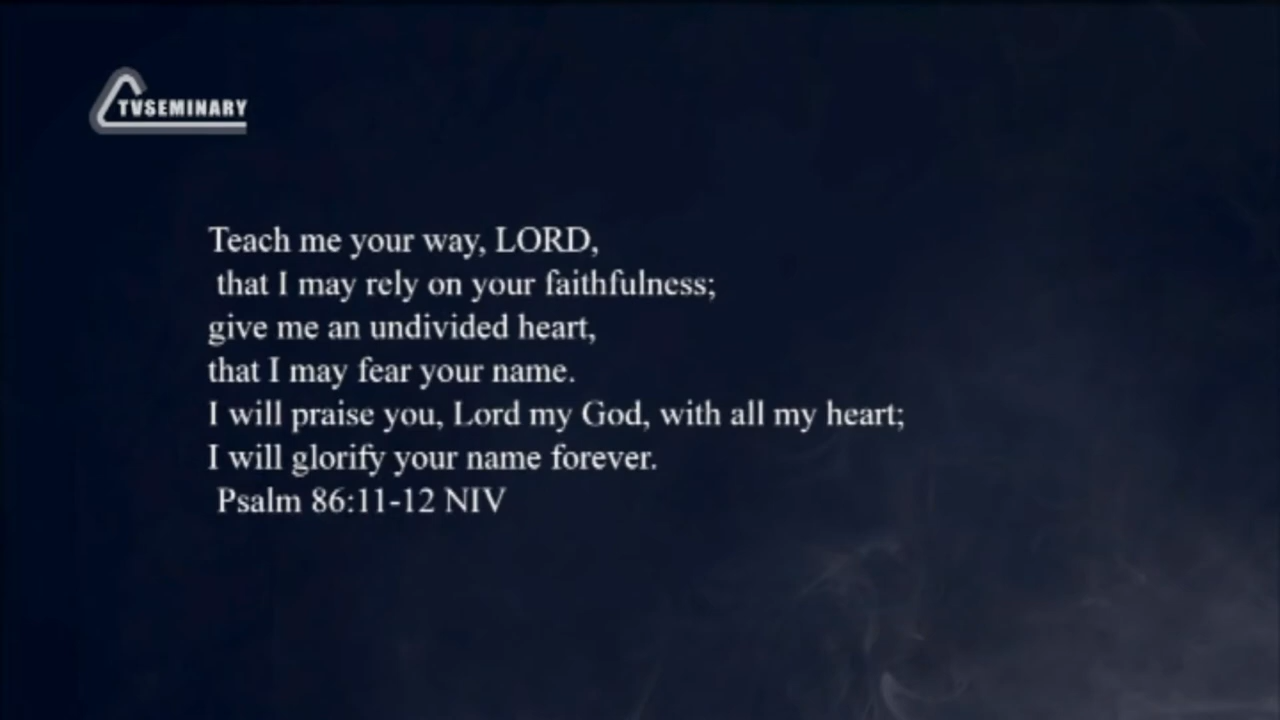 TVSEMINARY
Teach me your way, LORD,
that I may rely on your faithfulness;
give me an undivided heart,
that I may fear your name.
I will praise you, Lord my God, with all my heart;
I will glorify your name forever.
Psalm 86:11-12 NIV